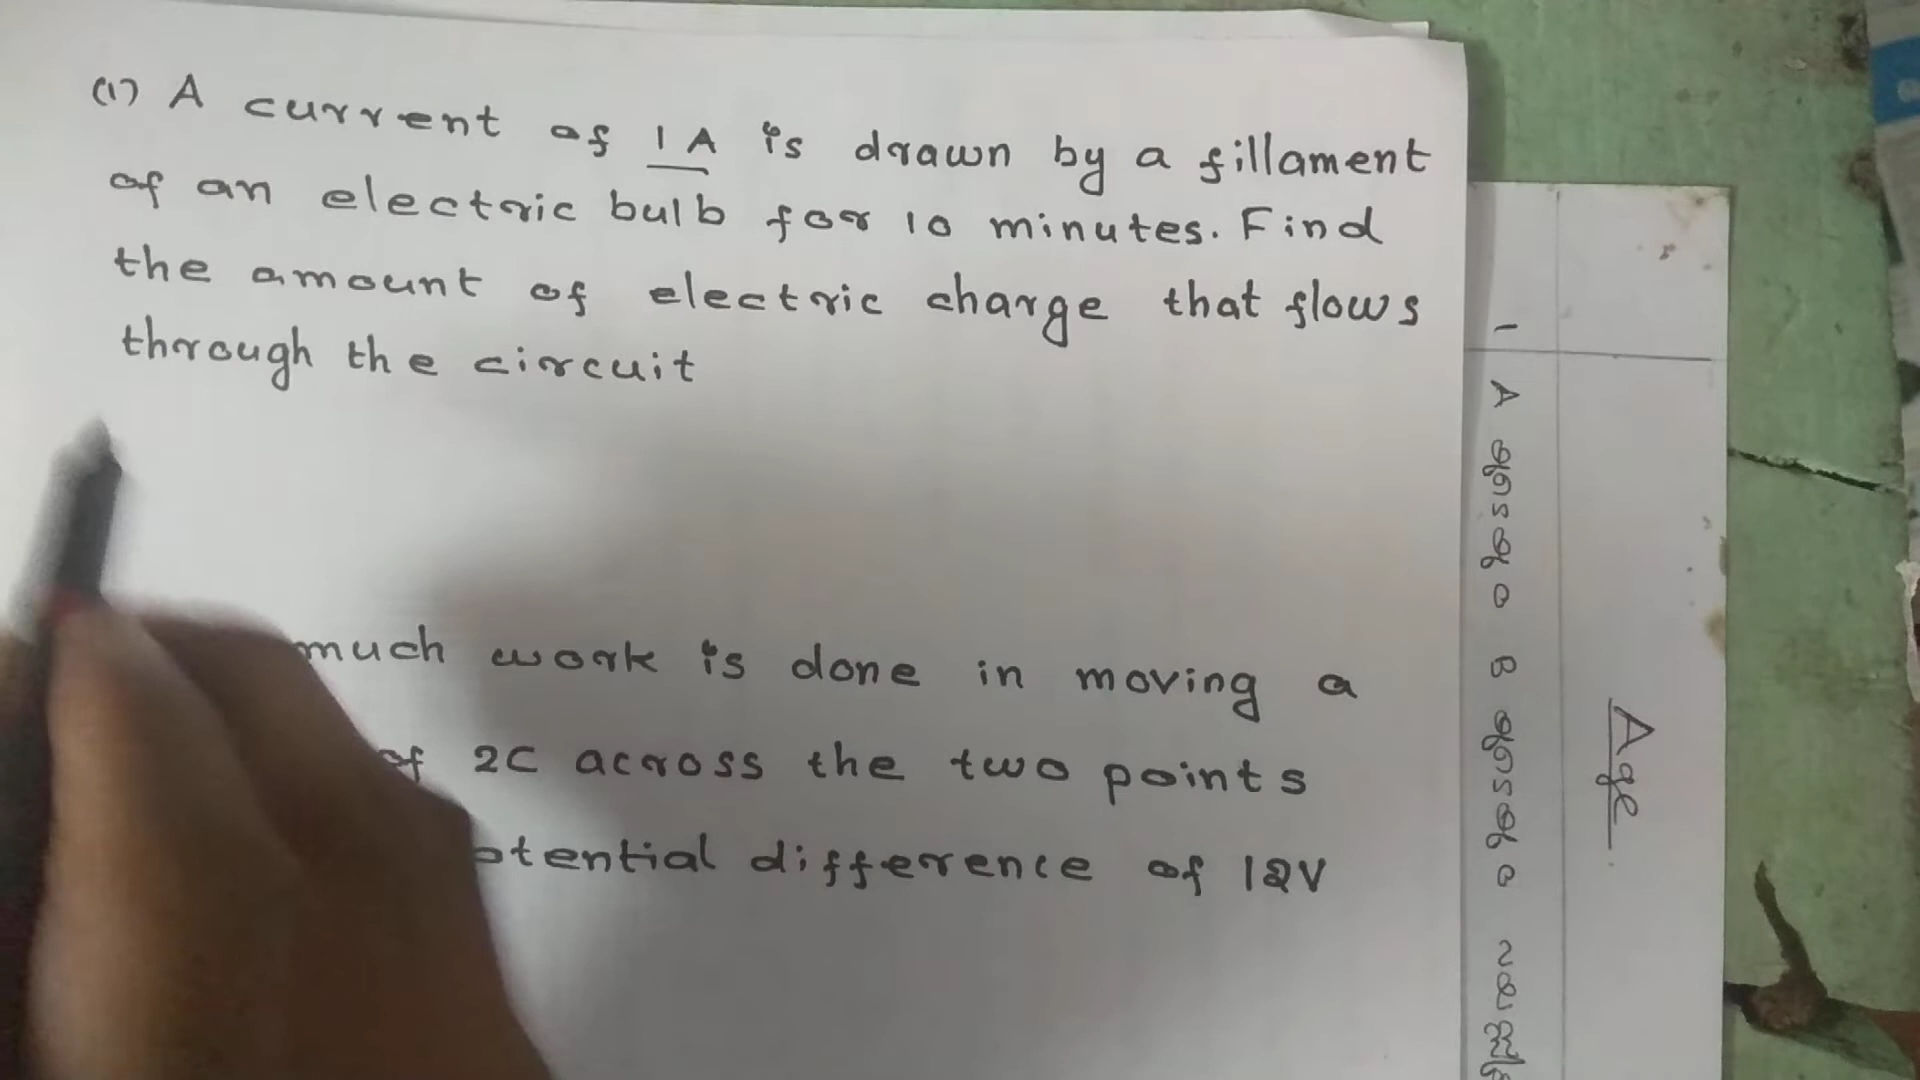 (1) A current of 1A is drawn by a fillament
of an electric bulb for 10 minutes. Find
the amount of electric charge that flows
through the circuit
much work is done in moving a
of 2C across the two points
otential difference of 12V
Age